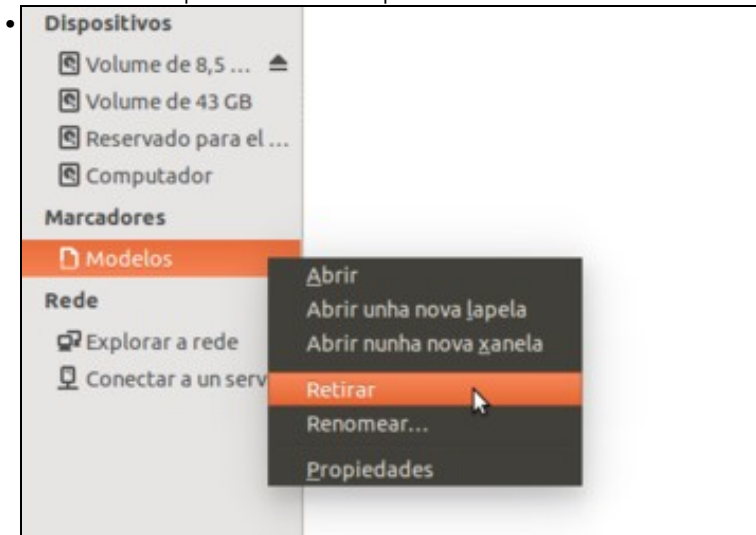 Dispositivos
Volume de 8,5 ...
Volume de 43 GB
Reservado para el ...
Computador
Marcadores
Modelos
Rede
Explorar a rede
Conectar a un serv
Abrir
Abrir unha nova lapela
Abrir nunha nova xanela
Retirar
Renomear...
Propiedades